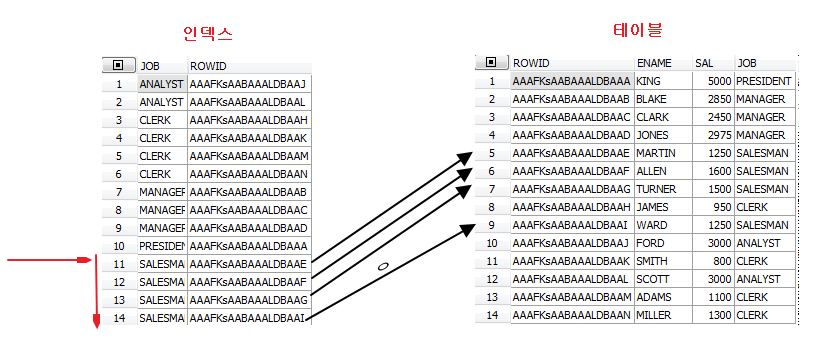 인덱스
테이블
JOB ROWID
1 ANALYST AAAFKsAABAAALDBAAJ
2 ANALYST AAAFKsAABAAALDBAAL
3 CLERK AAAFKsAABAAALDBAAH
4 CLERK AAAFKsAABAAALDBAAK
5 CLERK AAAFKsAABAAALDBAAM
6 CLERK AAAFKsAABAAALDBAAN
7 MANAGER AAAFKsAABAAALDBAAB
8 MANAGER AAAFKsAABAAALDBAAC
9 MANAGER AAAFKsAABAAALDBAAD
10 PRESIDEN AAAFKsAABAAALDBAAA
11 SALESMA AAAFKsAABAAALDBAAE
12 SALESMA AAAFKsAABAAALDBAAF
13 SALESMA AAAFKsAABAAALDBAAG
14 SALESMA AAAFKsAABAAALDBAAI
ROWID ENAME SAL JOB
1 AAAFKsAABAAALDBAAA KING 5000 PRESIDENT
2 AAAFKsAABAAALDBAAB BLAKE 2850 MANAGER
3 AAAFKsAABAAALDBAAC CLARK 2450 MANAGER
4 AAAFKsAABAAALDBAAD JONES 2975 MANAGER
5 AAAFKsAABAAALDBAAE MARTIN 1250 SALESMAN
6 AAAFKsAABAAALDBAAF ALLEN 1600 SALESMAN
7 AAAFKsAABAAALDBAAG TURNER 1500 SALESMAN
8 AAAFKsAABAAALDBAAH JAMES 950 CLERK
9 AAAFKsAABAAALDBAAI WARD 1250 SALESMAN
10 AAAFKsAABAAALDBAAJ FORD 3000 ANALYST
11 AAAFKsAABAAALDBAAK SMITH 800 CLERK
12 AAAFKsAABAAALDBAAL SCOTT 3000 ANALYST
13 AAAFKsAABAAALDBAAM ADAMS 1100 CLERK
14 AAAFKsAABAAALDBAAN MILLER 1300 CLERK